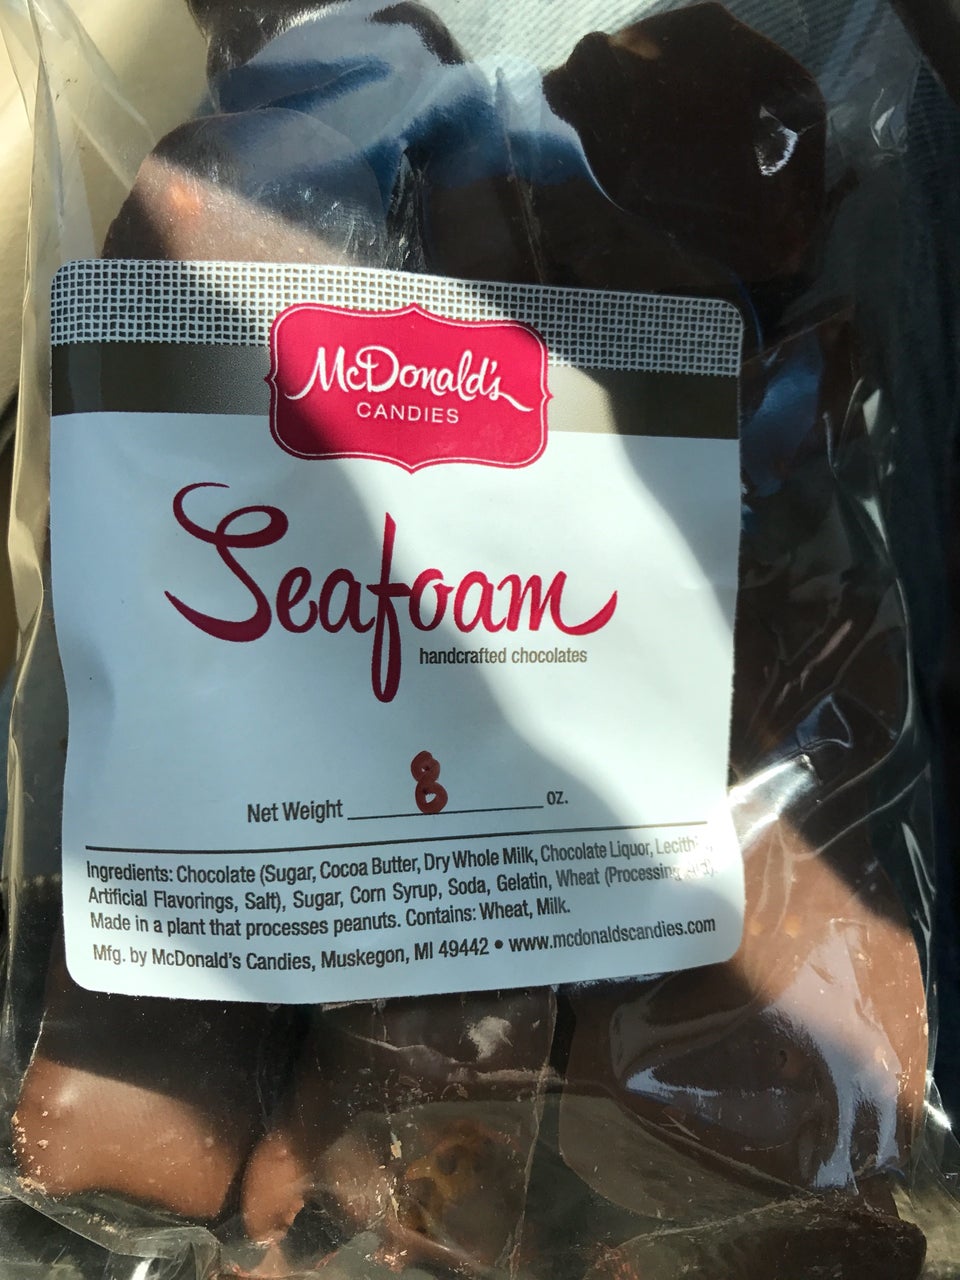 McDonald's
CANDIES
Seafoam
handcrafted chocolates
Net Weight 8 oz.
Ingredients: Chocolate (Sugar, Cocoa Butter, Dry Whole Milk, Chocolate Liquor,
Artificial Flavorings, Salt), Sugar, Corn Syrup, Soda, Gelatin, Wheat (Processing
Made in a plant that processes peanuts. Contains: Wheat, Milk.
Mfg. by McDonald's Candies, Muskegon, MI 49442 • www.mcdonaldscandies.com